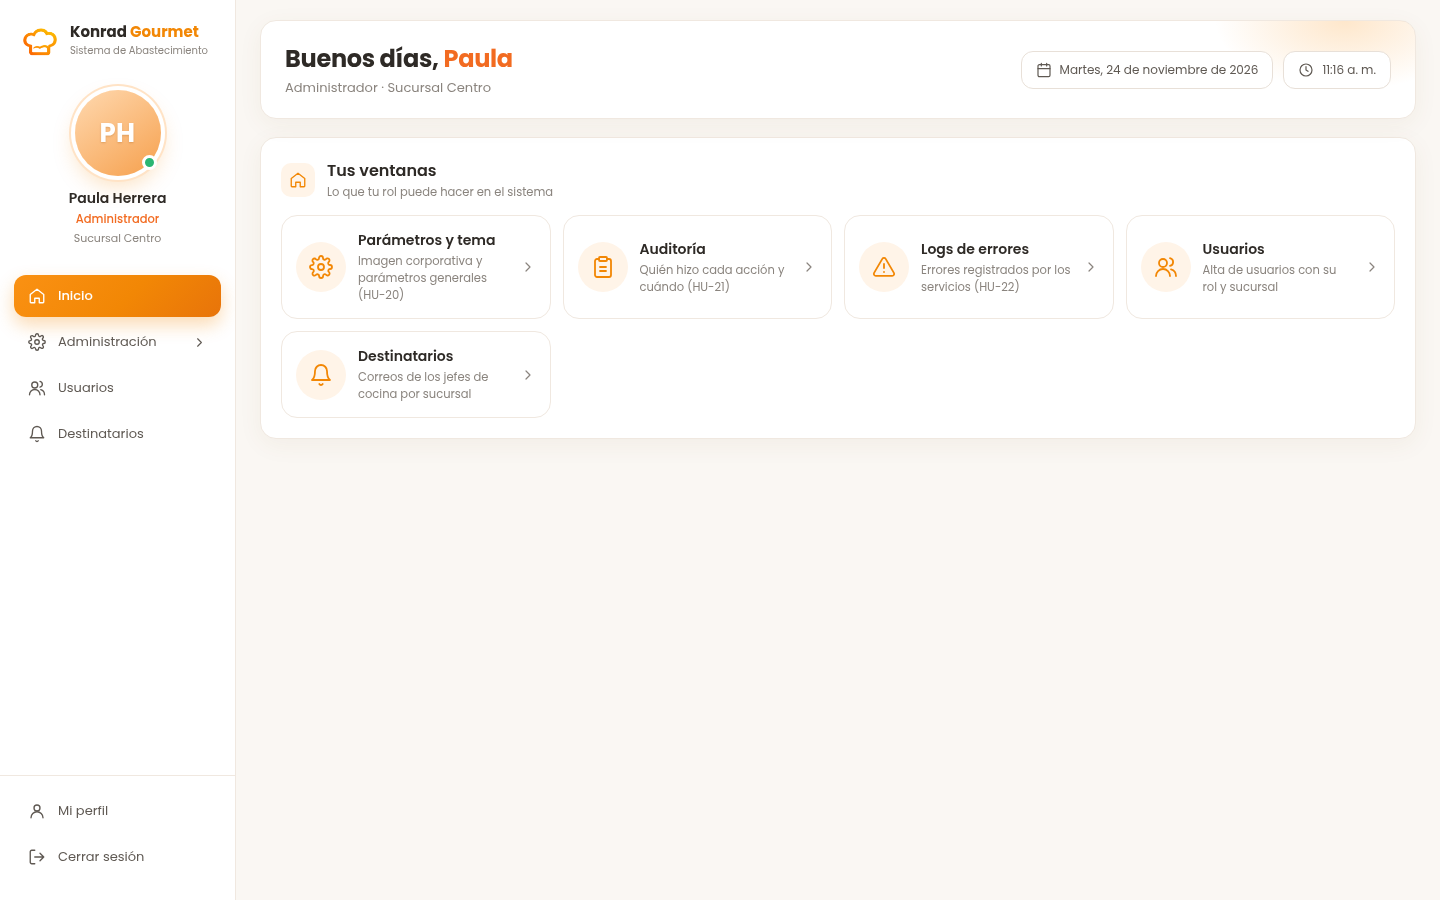 Konrad Gourmet
Sistema de Abastecimiento
PH
Paula Herrera
Administrador
Sucursal Centro
Inicio
Administración
Usuarios
Destinatarios
Mi perfil
Cerrar sesión
Buenos días, Paula
Administrador · Sucursal Centro
Martes, 24 de noviembre de 2026
11:16 a. m.
Tus ventanas
Lo que tu rol puede hacer en el sistema
Parámetros y tema
Imagen corporativa y
parámetros generales
(HU-20)
Auditoría
Quién hizo cada acción y
cuándo (HU-21)
Logs de errores
Errores registrados por los
servicios (HU-22)
Usuarios
Alta de usuarios con su
rol y sucursal
Destinatarios
Correos de los jefes de
cocina por sucursal